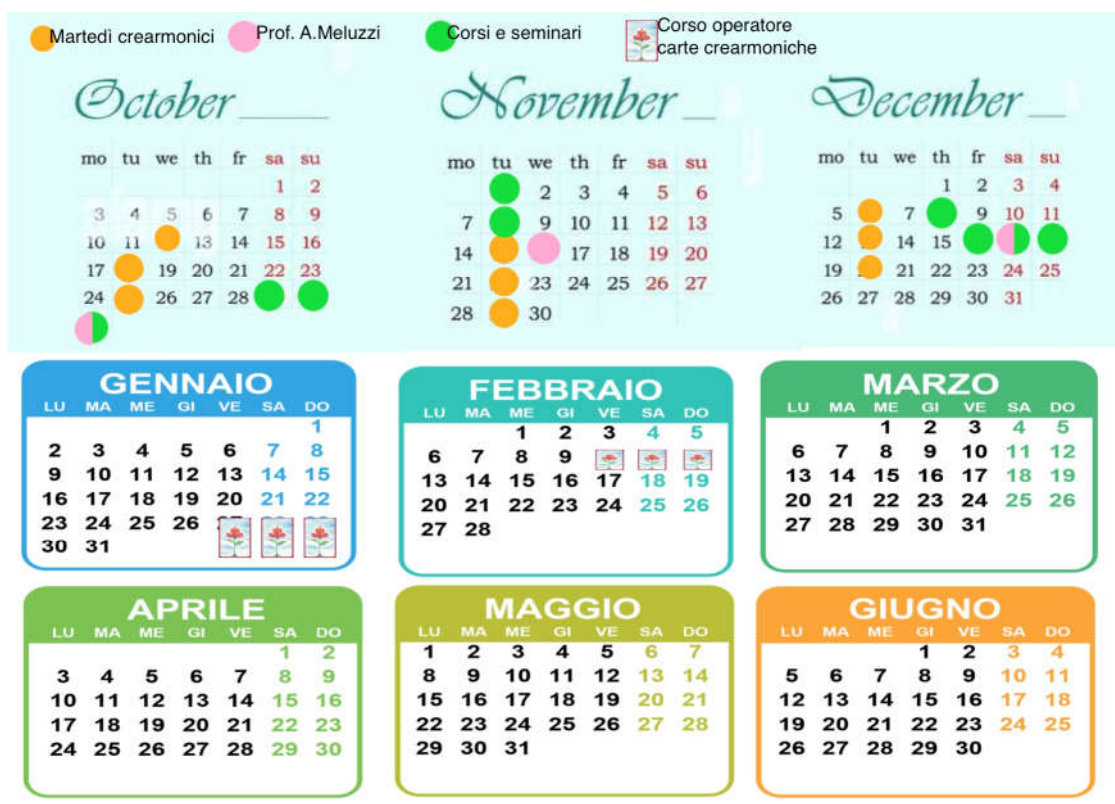 Martedì crearmonici
Prof. A.Meluzzi
Corsi e seminari
Corso operatore
carte crearmoniche
October
mo tu we th fr sa su
1 2
3 4 5 6 7 8 9
10 11 13 14 15 16
17 19 20 21 22 23
24 26 27 28
November
mo tu we th fr sa su
2 3 4 5 6
7 9 10 11 12 13
14 17 18 19 20
21 23 24 25 26 27
28 30
December
mo tu we th fr sa su
1 2 3 4
5 7 9 10 11
12 14 15
19 21 22 23 24 25
26 27 28 29 30 31
GENNAIO
LU MA ME GI VE SA DO
1
2 3 4 5 6 7 8
9 10 11 12 13 14 15
16 17 18 19 20 21 22
23 24 25 26
30 31
FEBBRAIO
LU MA ME GI VE SA DO
1 2 3 4 5
6 7 8 9
13 14 15 16 17 18 19
20 21 22 23 24 25 26
27 28
MARZO
LU MA ME GI VE SA DO
1 2 3 4 5
6 7 8 9 10 11 12
13 14 15 16 17 18 19
20 21 22 23 24 25 26
27 28 29 30 31
APRILE
LU MA ME GI VE SA DO
1 2
3 4 5 6 7 8 9
10 11 12 13 14 15 16
17 18 19 20 21 22 23
24 25 26 27 28 29 30
MAGGIO
LU MA ME GI VE SA DO
1 2 3 4 5 6 7
8 9 10 11 12 13 14
15 16 17 18 19 20 21
22 23 24 25 26 27 28
29 30 31
GIUGNO
LU MA ME GI VE SA DO
1 2 3 4
5 6 7 8 9 10 11
12 13 14 15 16 17 18
19 20 21 22 23 24 25
26 27 28 29 30